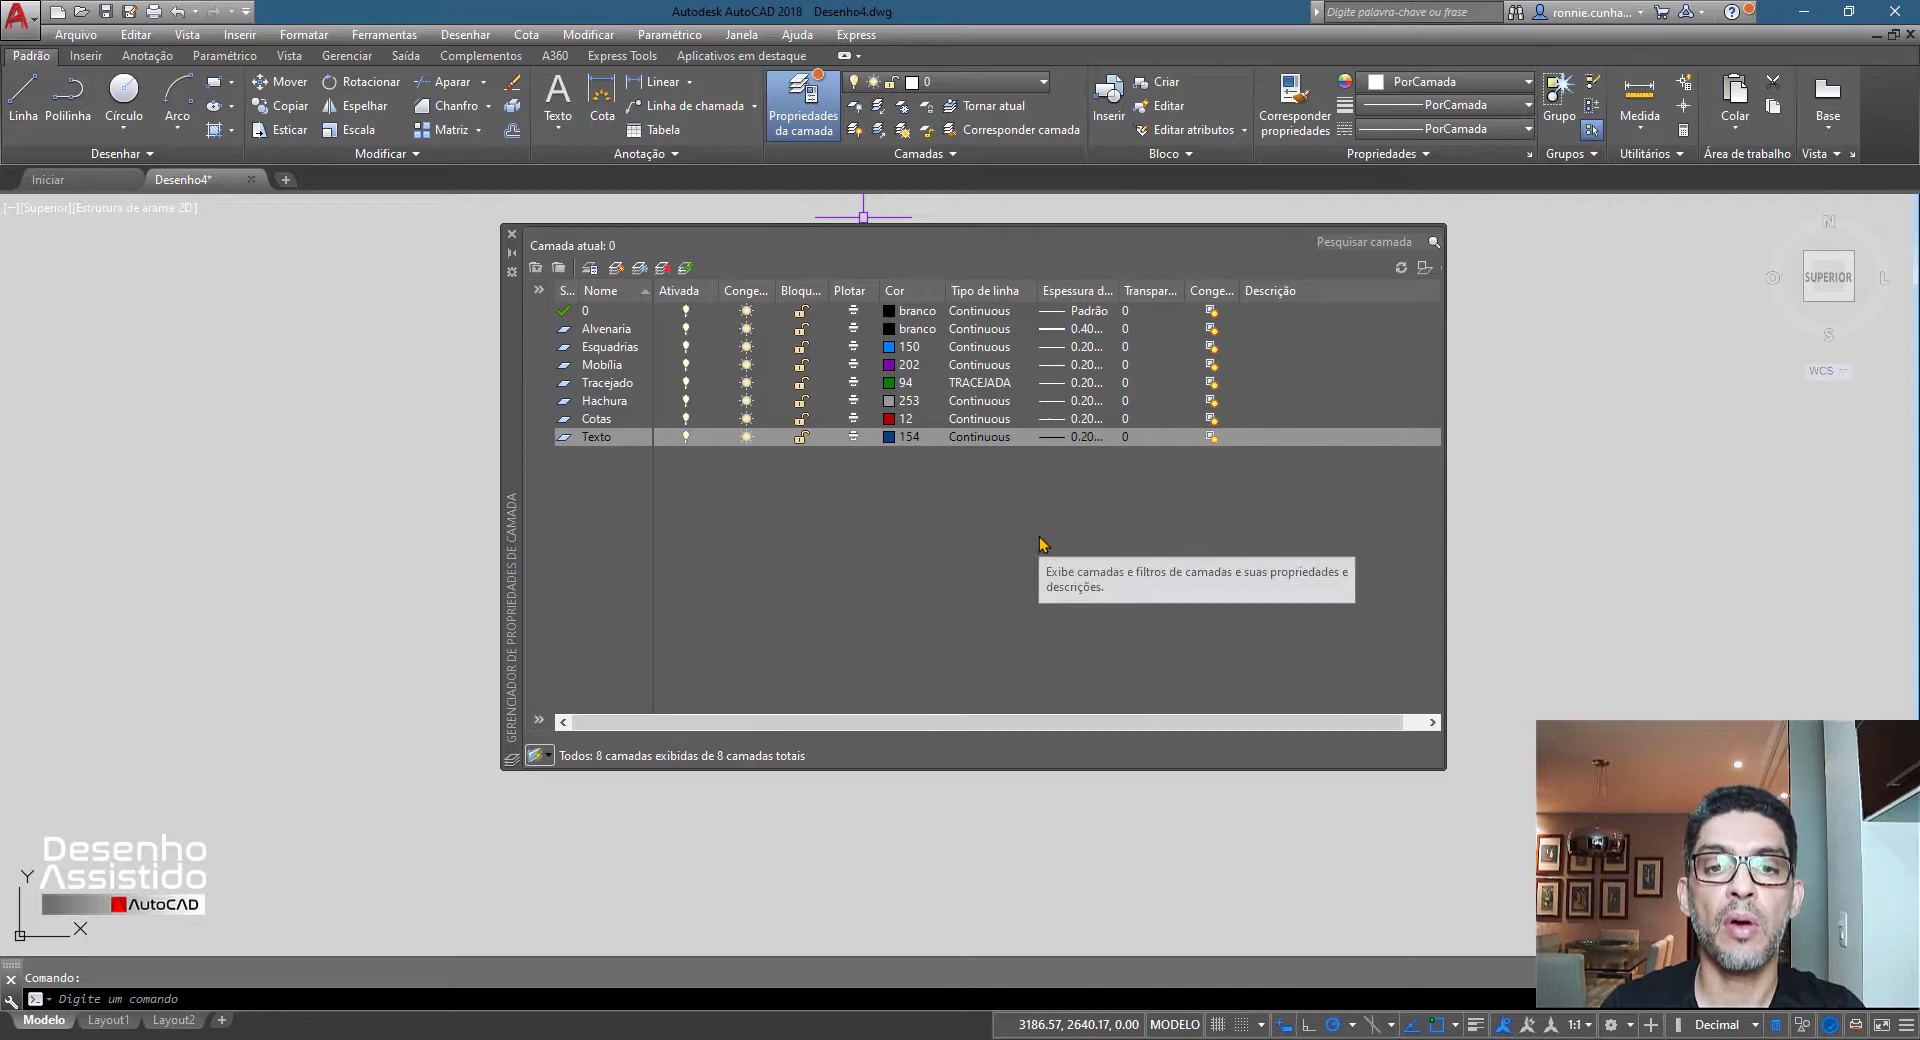 Autodesk AutoCAD 2018 Desenho4.dwg
Digite palavra-chave ou frase
ronnie.cunha...
Arquivo Editar Vista Inserir Formatar Ferramentas Desenhar Cota Modificar Paramétrico Janela Ajuda Express
Padrão Inserir Anotação Paramétrico Vista Gerenciar Saída Complementos A360 Express Tools Aplicativos em destaque
Linha Polilinha Círculo Arco
Mover Rotacionar Aparar
Copiar Espelhar Chanfro
Esticar Escala Matriz
Texto Cota
Linear
Linha de chamada
Tabela
Propriedades da camada
0
Tornar atual
Corresponder camada
Inserir
Criar
Editar
Editar atributos
Corresponder propriedades
PorCamada
PorCamada
PorCamada
Grupo Medida Colar Base
Desenhar Modificar Anotação Camadas Bloco Propriedades Grupos Utilitários Área de trabalho Vista
Iniciar Desenho4*
[−][Superior][Estrutura de arame 2D]
N
O SUPERIOR L
S
WCS
Camada atual: 0
Pesquisar camada
S... Nome Ativada Conge... Bloqu... Plotar Cor Tipo de linha Espessura d... Transpar... Conge... Descrição
0 branco Continuous Padrão 0
Alvenaria branco Continuous 0.40... 0
Esquadrias 150 Continuous 0.20... 0
Mobília 202 Continuous 0.20... 0
Tracejado 94 TRACEJADA 0.20... 0
Hachura 253 Continuous 0.20... 0
Cotas 12 Continuous 0.20... 0
Texto 154 Continuous 0.20... 0
Exibe camadas e filtros de camadas e suas propriedades e
descrições.
GERENCIADOR DE PROPRIEDADES DE CAMADA
Todos: 8 camadas exibidas de 8 camadas totais
Desenho
Assistido
AutoCAD
Y
X
Comando:
Digite um comando
Modelo Layout1 Layout2
3186.57, 2640.17, 0.00 MODELO 1:1 Decimal